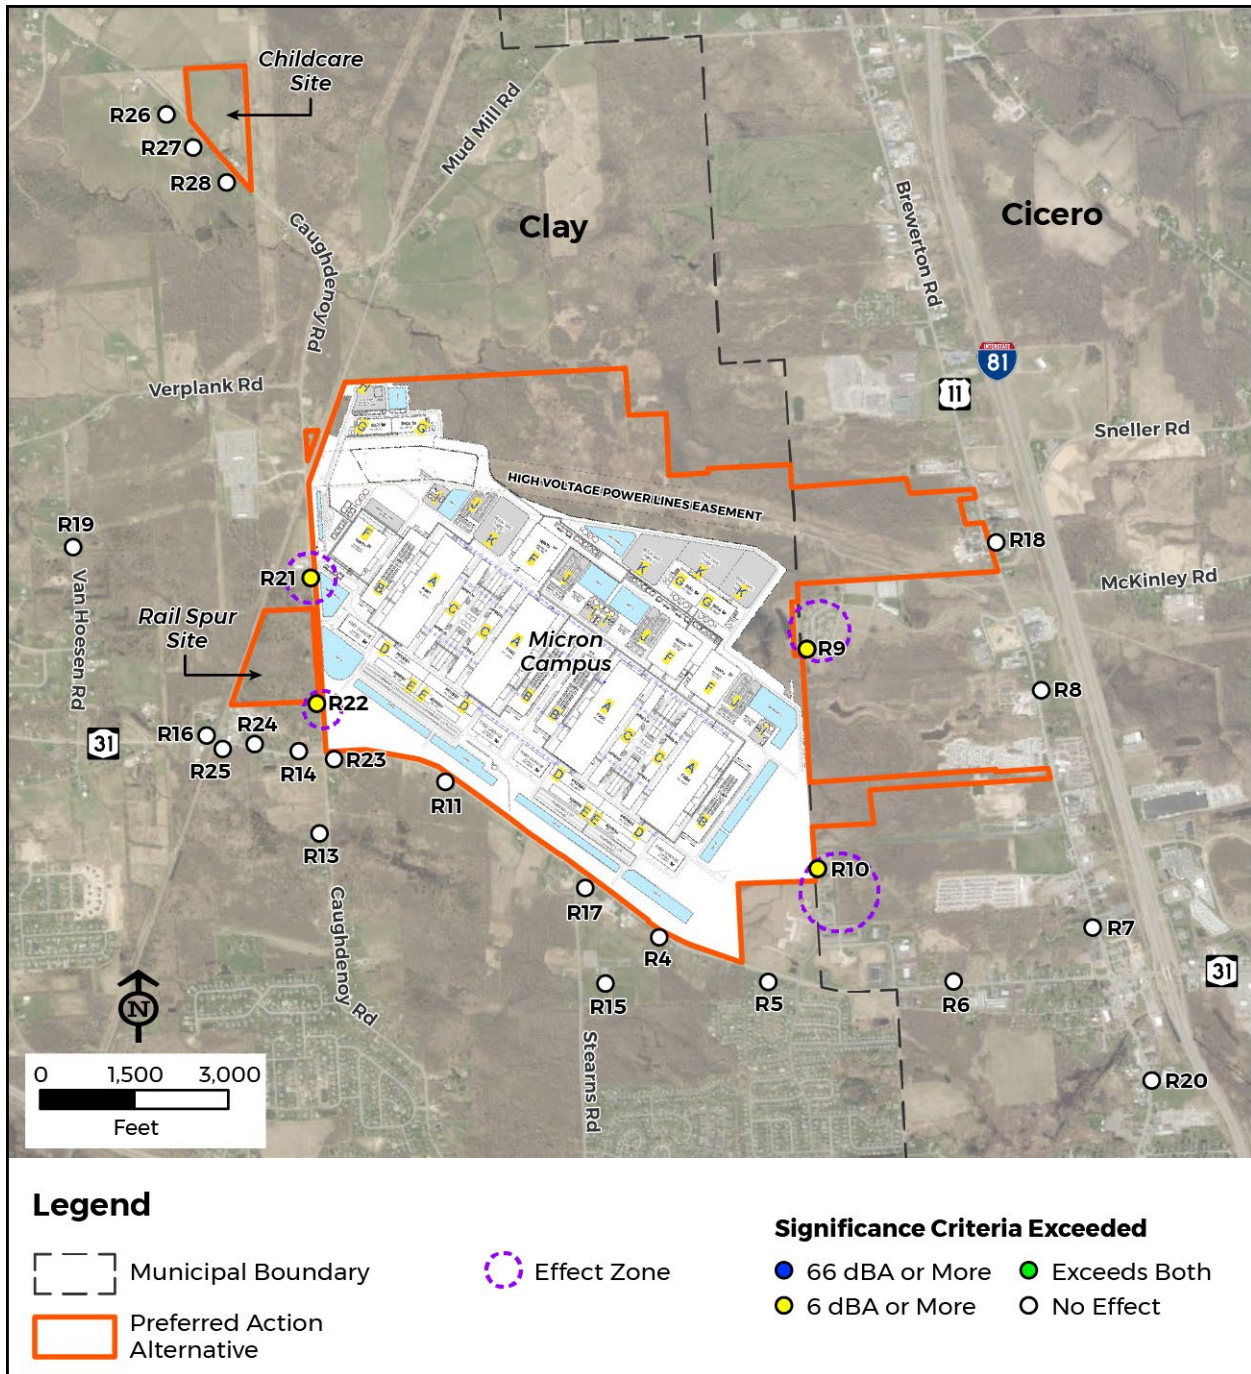 Childcare
Site
R26
R27
R28
Mud Mill Rd
Clay
Cicero
Caughdenoy Rd
Brewerton Rd
Verplank Rd
INTERSTATE
81
11
Sneller Rd
HIGH VOLTAGE POWER LINES EASEMENT
R19
R18
R21
McKinley Rd
Van Hoesen Rd
Rail Spur
Site
Micron
Campus
R9
R8
R22
R16
R24
31
R25
R14
R23
R11
R13
R10
R17
Caughdenoy Rd
R4
R7
R15
R5
R6
31
N
Stearns Rd
R20
0 1,500 3,000
Feet
F
A
B
C
A
D
E
E
D
B
B
A
C
C
A
D
E
E
D
B
G
G
J
K
F
J
J
F
F
J
K
K
G
G
Legend
Municipal Boundary
Preferred Action
Alternative
Effect Zone
Significance Criteria Exceeded
66 dBA or More
Exceeds Both
6 dBA or More
No Effect